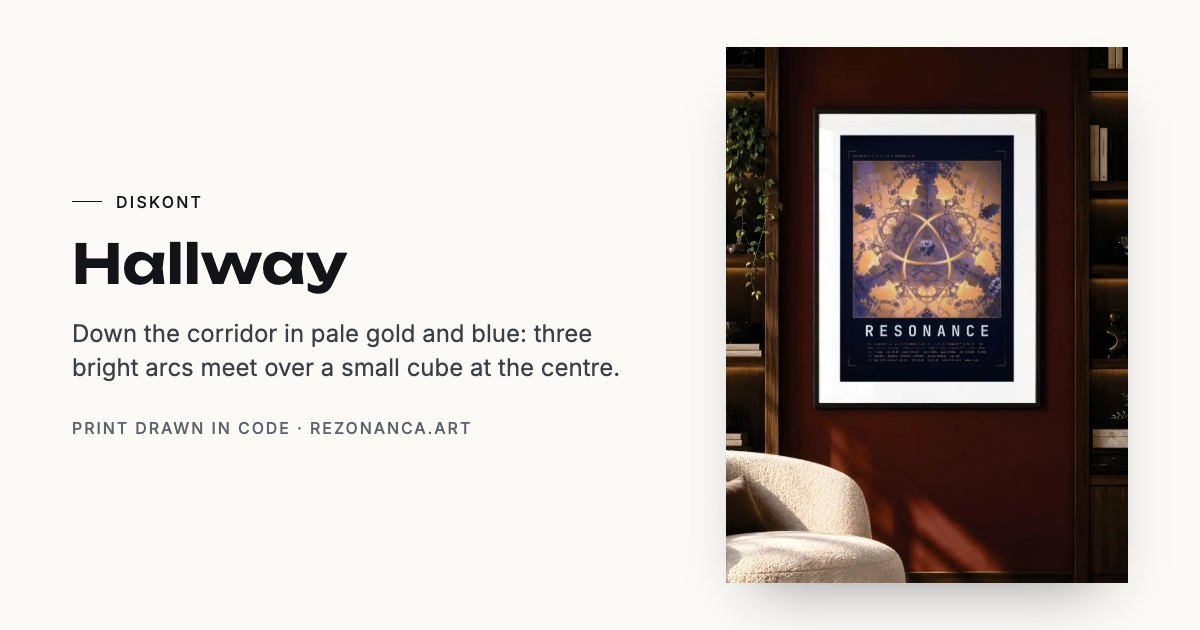 DISKONT
Hallway
Down the corridor in pale gold and blue: three
bright arcs meet over a small cube at the centre.
PRINT DRAWN IN CODE · REZONANCA.ART
RESONANCE